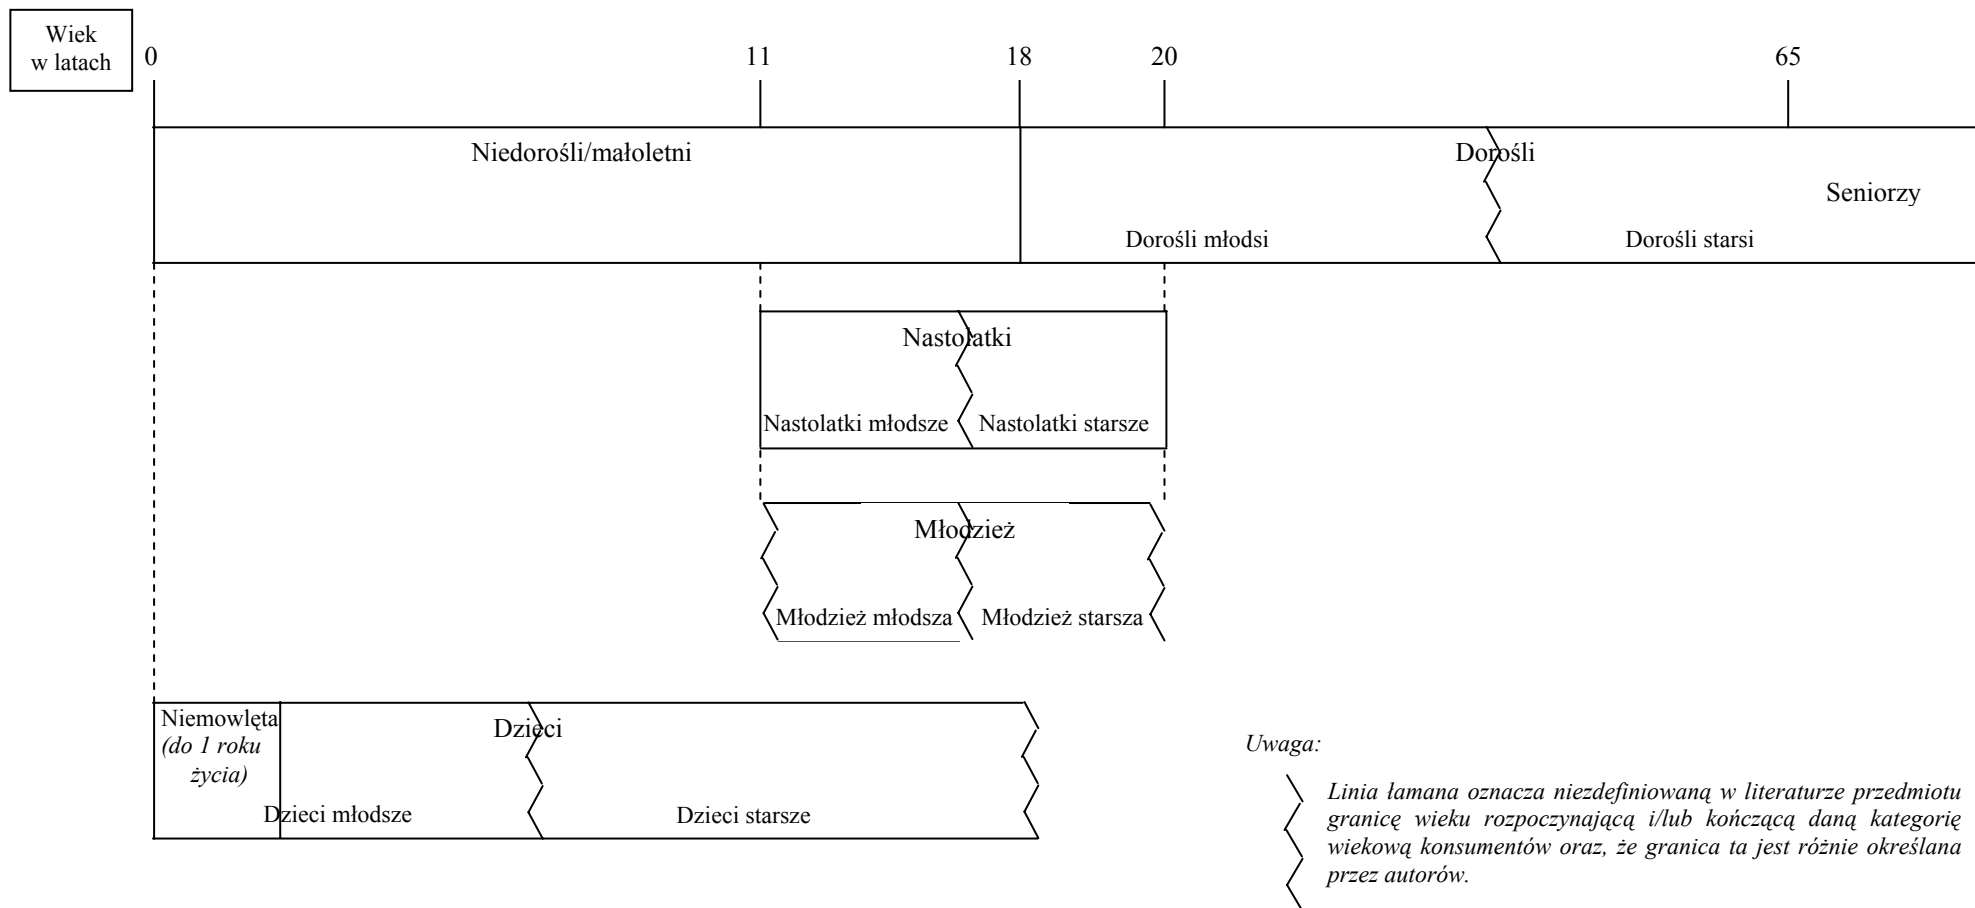 Wiek
w latach
0
11
18
20
65
Niedorośli/małoletni
Dorośli
Seniorzy
Dorośli młodsi
Dorośli starsi
Nastolatki
Nastolatki młodsze
Nastolatki starsze
Młodzież
Młodzież młodsza
Młodzież starsza
Niemowlęta
(do 1 roku
życia)
Dzieci
Dzieci młodsze
Dzieci starsze
Uwaga:
Linia łamana oznacza niezdefiniowaną w literaturze przedmiotu
granicę wieku rozpoczynającą i/lub kończącą daną kategorię
wiekową konsumentów oraz, że granica ta jest różnie określana
przez autorów.